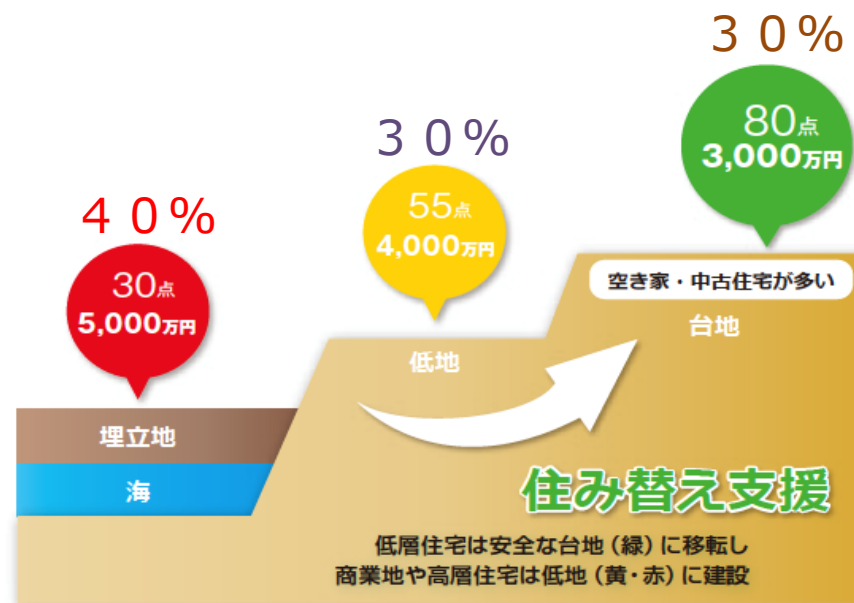 ４０%
30点
5,000万円
埋立地
海
３０%
55点
4,000万円
低地
３０%
80点
3,000万円
空き家・中古住宅が多い
台地
住み替え支援
低層住宅は安全な台地（緑）に移転し
商業地や高層住宅は低地（黄・赤）に建設